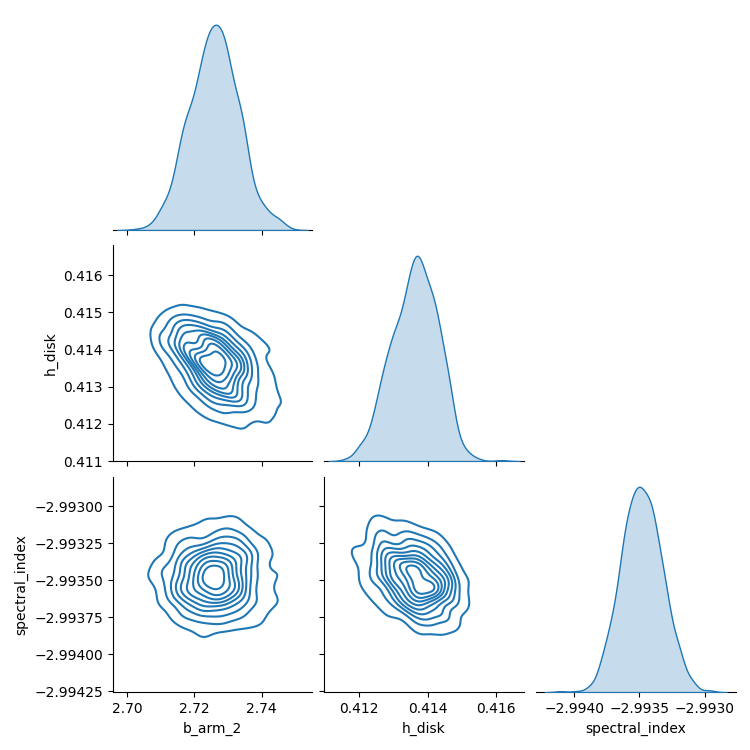 0.416
0.415
0.414
0.413
0.412
0.411
h_disk
−2.99300
−2.99325
−2.99350
−2.99375
−2.99400
−2.99425
spectral_index
2.70 2.72 2.74
b_arm_2
0.412 0.414 0.416
h_disk
−2.9940 −2.9935 −2.9930
spectral_index